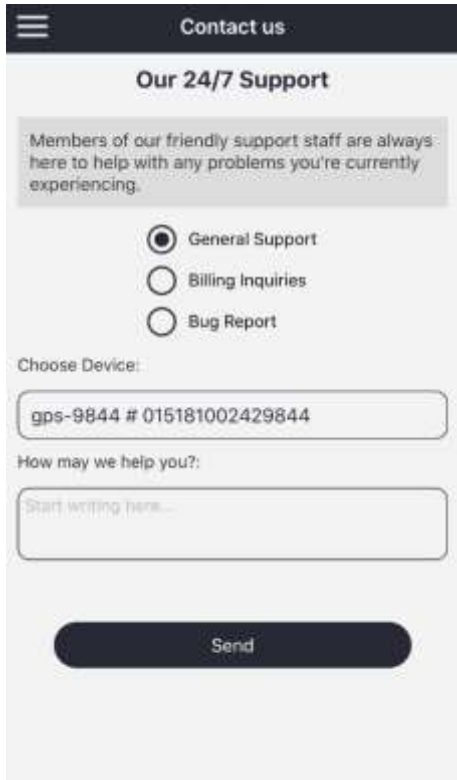 Contact us
Our 24/7 Support
Members of our friendly support staff are always
here to help with any problems you're currently
experiencing.
General Support
Billing Inquiries
Bug Report
Choose Device:
gps-9844 # 015181002429844
How may we help you?:
Start writing here...
Send